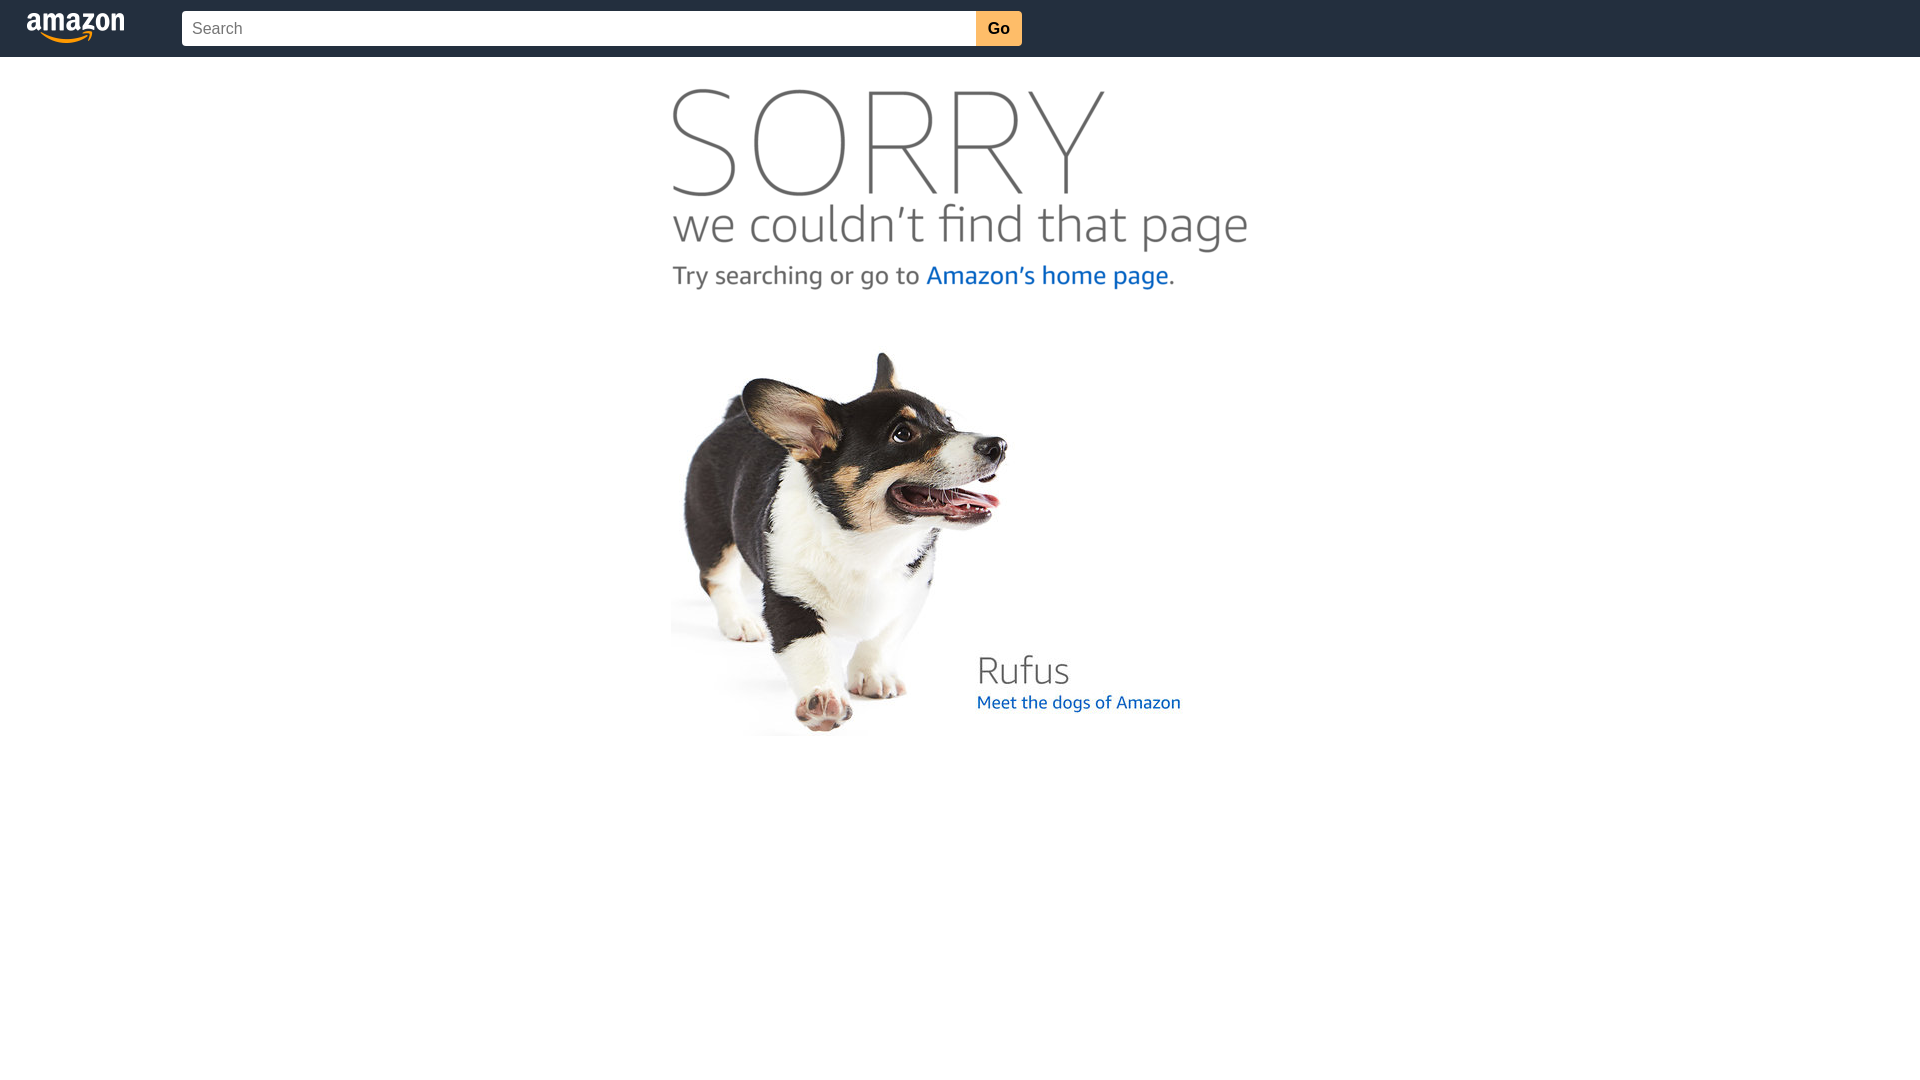 amazon
Search
Go
SORRY
we couldn't find that page
Try searching or go to Amazon's home page.
Rufus
Meet the dogs of Amazon